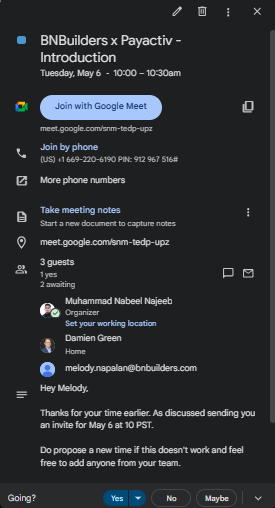 BNBuilders x Payactiv -
Introduction
Tuesday, May 6 · 10:00 – 10:30am
Join with Google Meet
meet.google.com/snm-tedp-upz
Join by phone
(US) +1 669-220-6190 PIN: 912 967 516#
More phone numbers
Take meeting notes
Start a new document to capture notes
meet.google.com/snm-tedp-upz
3 guests
1 yes
2 awaiting
Muhammad Nabeel Najeeb
Organizer
Set your working location
Damien Green
Home
melody.napalan@bnbuilders.com
Hey Melody,
Thanks for your time earlier. As discussed sending you
an invite for May 6 at 10 PST.
Do propose a new time if this doesn't work and feel
free to add anyone from your team.
Going?
Yes
No
Maybe